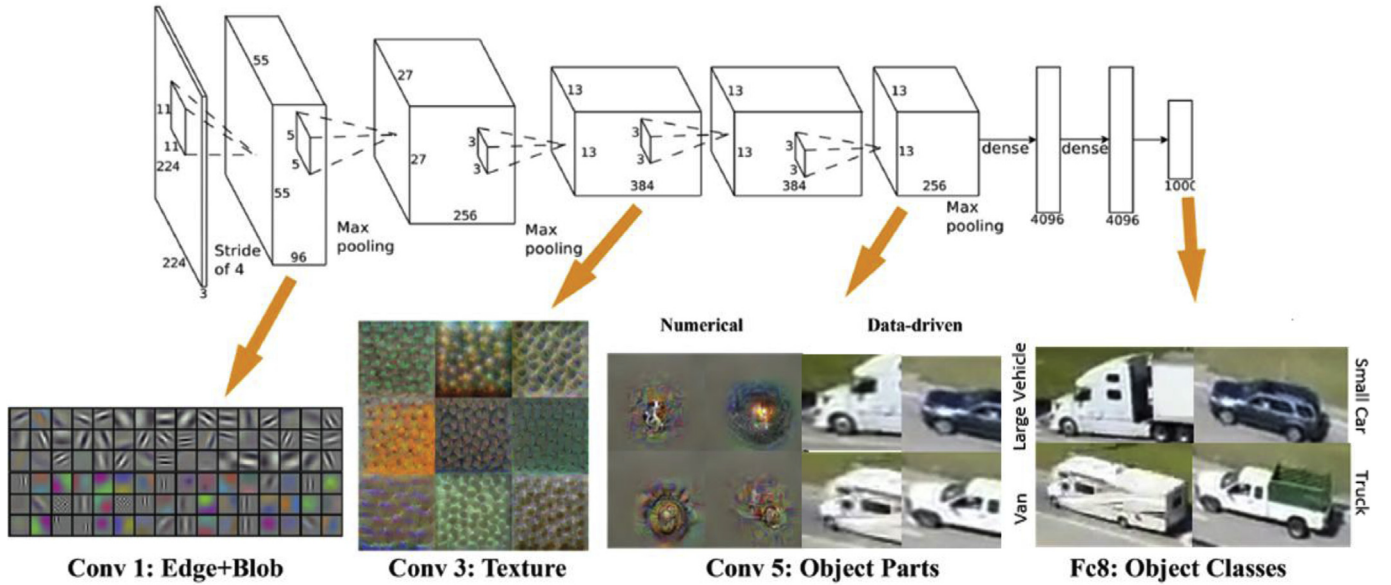 55
27
13
13
13
11
11
224
5
5
55
27
3
3
13
3
3
13
3
3
13
dense
dense
384
384
256
1000
224
3
Stride
of 4
96
Max
pooling
256
Max
pooling
Max
pooling
4096
4096
Numerical
Data-driven
Large Vehicle
Small Car
Van
Truck
Conv 1: Edge+Blob
Conv 3: Texture
Conv 5: Object Parts
Fc8: Object Classes